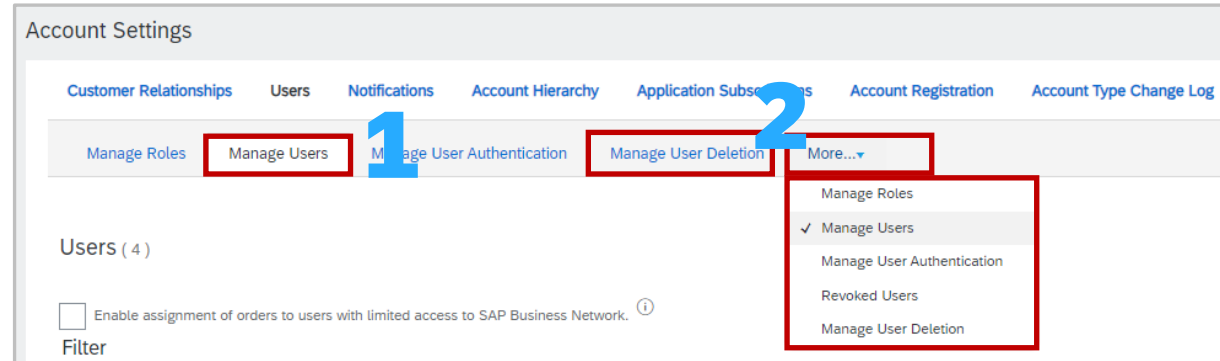 Account Settings
Customer Relationships Users Notifications Account Hierarchy Application Subsc ns Account Registration Account Type Change Log
1 2
Manage Roles Manage Users M age User Authentication Manage User Deletion More...
Manage Roles
✓ Manage Users
Manage User Authentication
Revoked Users
Manage User Deletion
Users ( 4 )
Enable assignment of orders to users with limited access to SAP Business Network. i
Filter